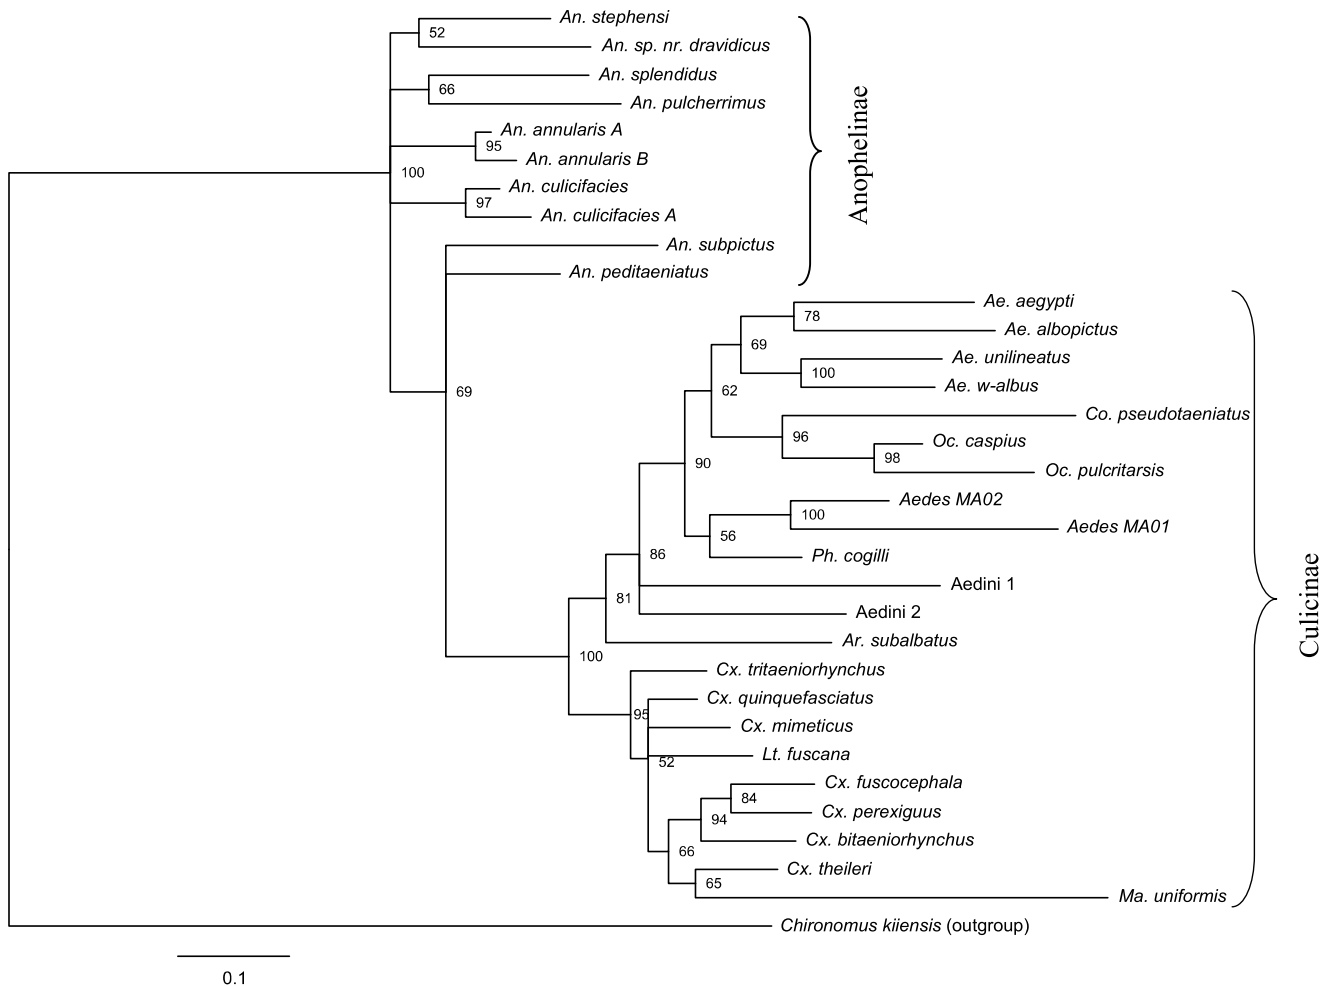 An. stephensi
52
An. sp. nr. dravidicus
An. splendidus
66
An. pulcherrimus
An. annularis A
95
An. annularis B
100
An. culicifacies
97
An. culicifacies A
An. subpictus
An. peditaeniatus
Anophelinae
69
Ae. aegypti
78
Ae. albopictus
69
Ae. unilineatus
100
Ae. w-albus
62
Co. pseudotaeniatus
96
Oc. caspius
98
Oc. pulcritarsis
90
Aedes MA02
100
Aedes MA01
56
Ph. cogilli
86
Aedini 1
81
Aedini 2
Ar. subalbatus
100
Cx. tritaeniorhynchus
95
Cx. quinquefasciatus
Cx. mimeticus
Lt. fuscana
52
Cx. fuscocephala
84
Cx. perexiguus
94
Cx. bitaeniorhynchus
66
Cx. theileri
65
Ma. uniformis
Culicinae
Chironomus kiiensis (outgroup)
0.1